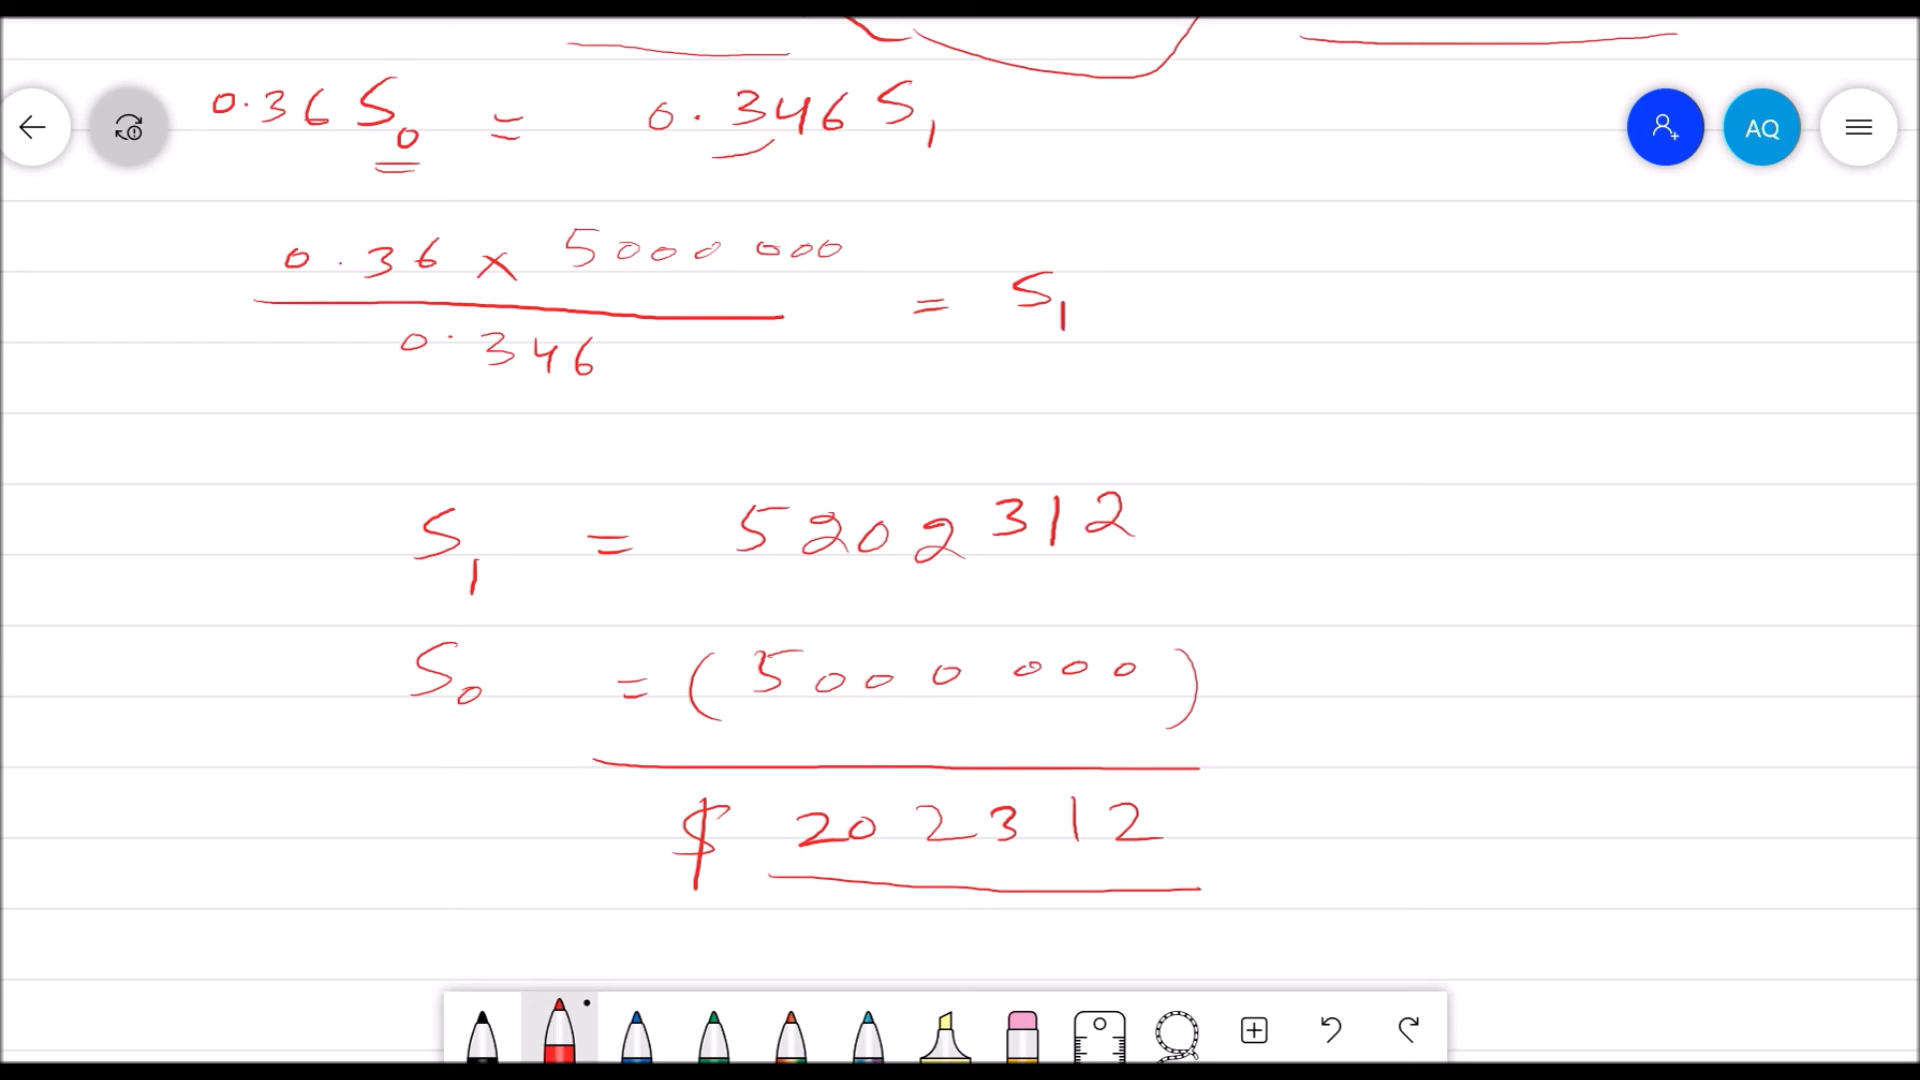 0.36 S₀ = 0.346 S₁
AQ
0.36 × 5000 000
= S₁
0.346
S₁ = 5202312
S₀ = (5000 000)
$ 202312